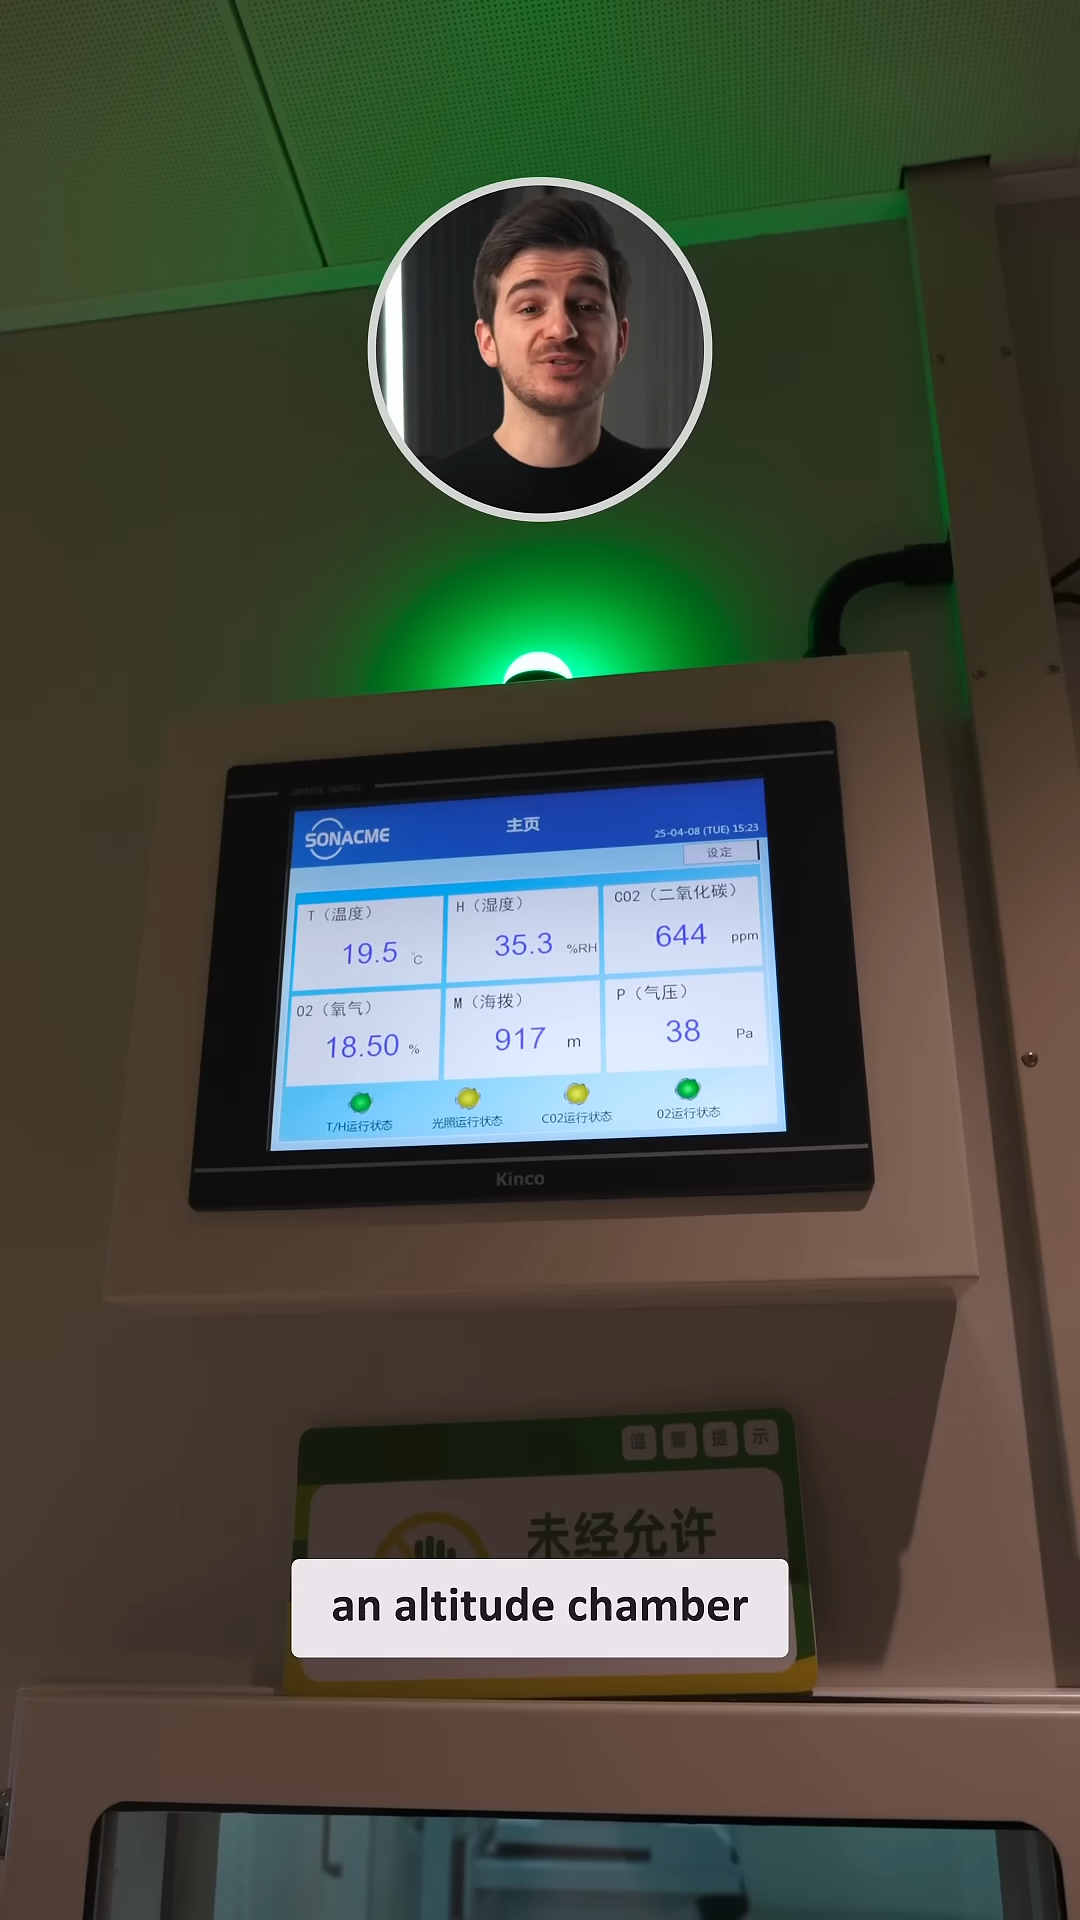 GREEN SERIES
SONACME
主页
25-04-08 (TUE) 15:23
设定
T（温度）
19.5 °C
H（湿度）
35.3 %RH
CO2（二氧化碳）
644 ppm
O2（氧气）
18.50 %
M（海拨）
917 m
P（气压）
38 Pa
T/H运行状态
光照运行状态
CO2运行状态
O2运行状态
Kinco
温馨提示
未经允许
an altitude chamber